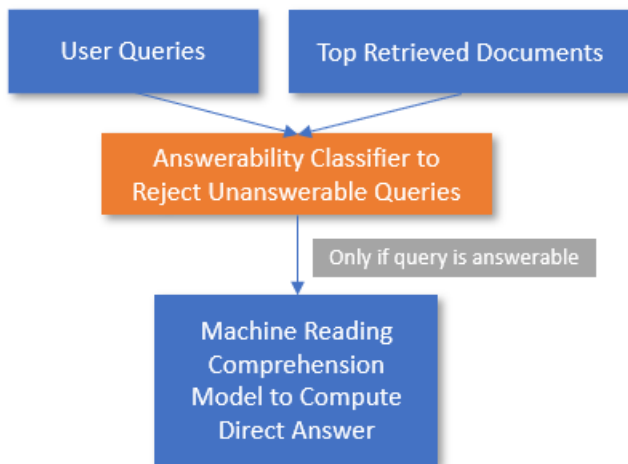 User Queries
Top Retrieved Documents
Answerability Classifier to
Reject Unanswerable Queries
Only if query is answerable
Machine Reading
Comprehension
Model to Compute
Direct Answer